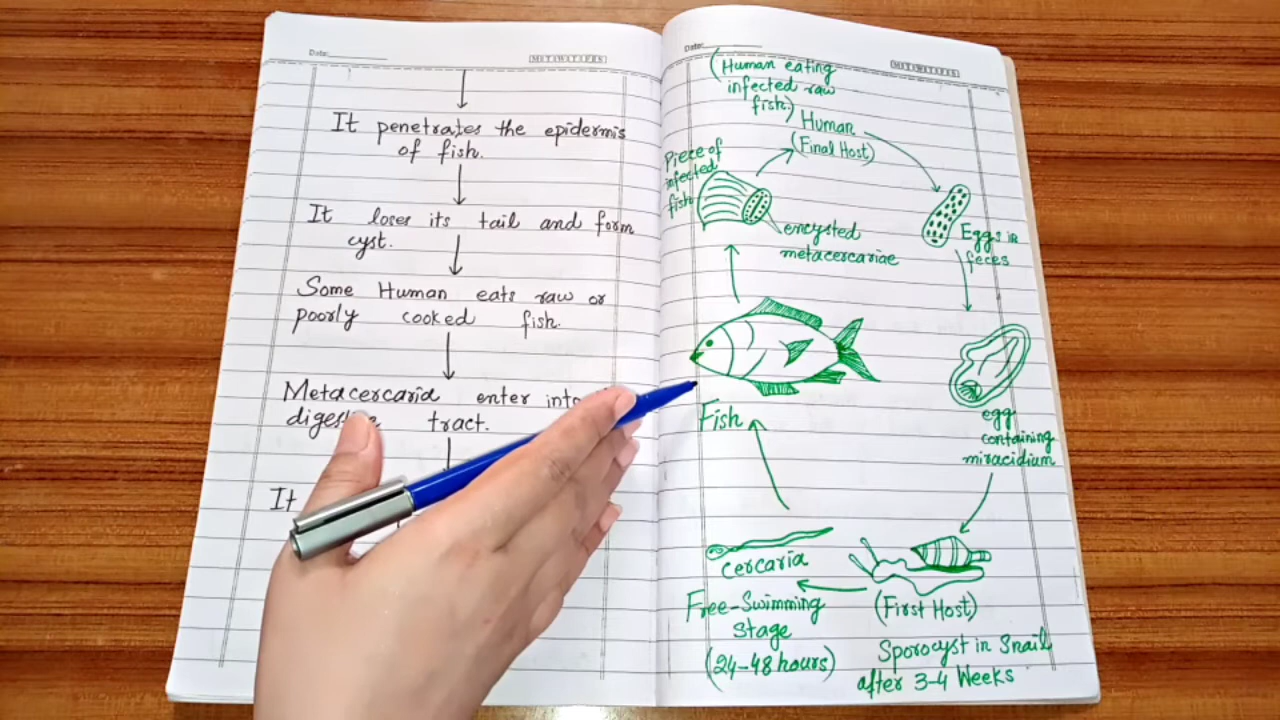 Date:
M T W T F S
It penetrates the epidermis
of fish.
It loses its tail and form
cyst.
Some Human eats raw or
poorly cooked fish.
Metacercaria enter
tract.
It
Date:
M T W T F S
(Human eating
infected raw
fish.)
Human
(Final Host)
Piece of
infected
fish
encysted
metacercariae
Eggs in
feces
Fish
egg
containing
miracidium
cercaria
Free-Swimming
Stage
(24-48 hours)
(First Host)
Sporocyst in Snail
after 3-4 Weeks